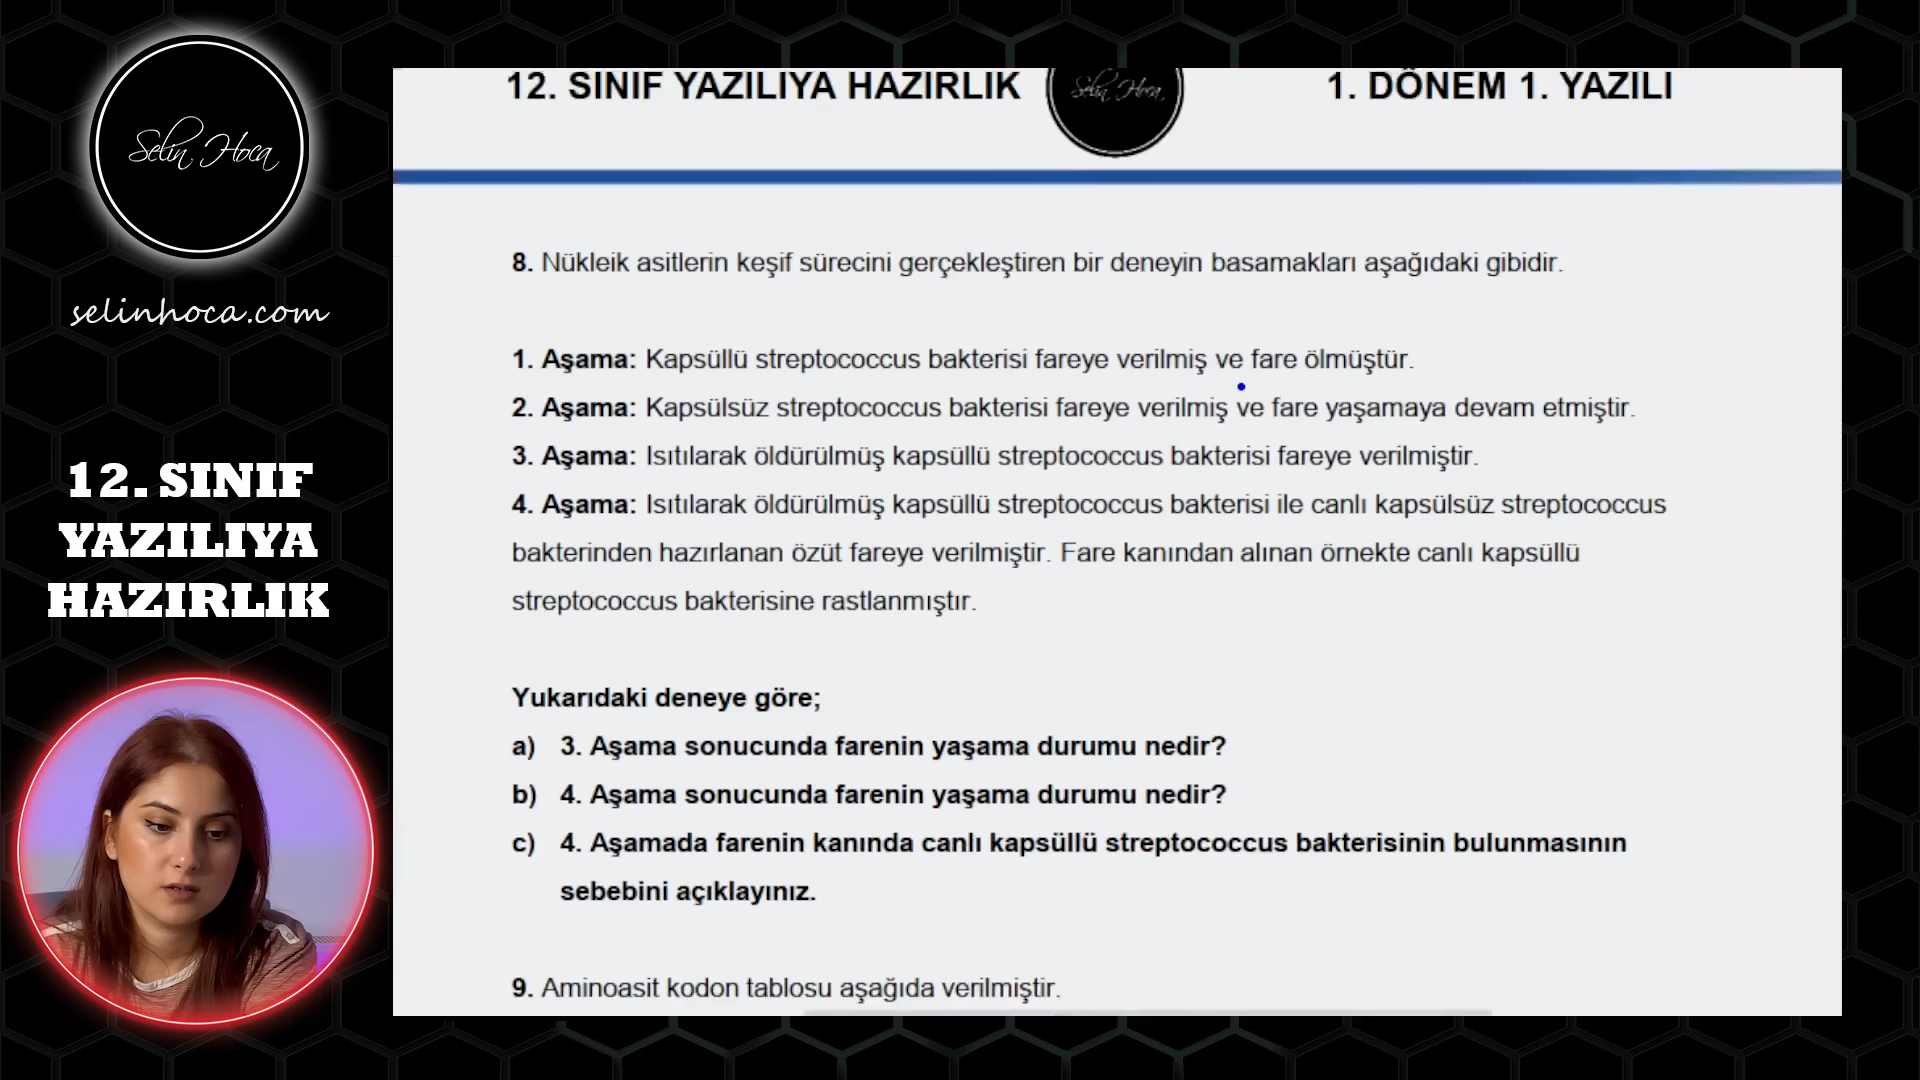 Selin Hoca
selinhoca.com
12. SINIF
YAZILIYA
HAZIRLIK
12. SINIF YAZILIYA HAZIRLIK
Selin Hoca
1. DÖNEM 1. YAZILI
8. Nükleik asitlerin keşif sürecini gerçekleştiren bir deneyin basamakları aşağıdaki gibidir.
1. Aşama: Kapsüllü streptococcus bakterisi fareye verilmiş ve fare ölmüştür.
2. Aşama: Kapsülsüz streptococcus bakterisi fareye verilmiş ve fare yaşamaya devam etmiştir.
3. Aşama: Isıtılarak öldürülmüş kapsüllü streptococcus bakterisi fareye verilmiştir.
4. Aşama: Isıtılarak öldürülmüş kapsüllü streptococcus bakterisi ile canlı kapsülsüz streptococcus
bakterinden hazırlanan özüt fareye verilmiştir. Fare kanından alınan örnekte canlı kapsüllü
streptococcus bakterisine rastlanmıştır.
Yukarıdaki deneye göre;
a) 3. Aşama sonucunda farenin yaşama durumu nedir?
b) 4. Aşama sonucunda farenin yaşama durumu nedir?
c) 4. Aşamada farenin kanında canlı kapsüllü streptococcus bakterisinin bulunmasının
sebebini açıklayınız.
9. Aminoasit kodon tablosu aşağıda verilmiştir.